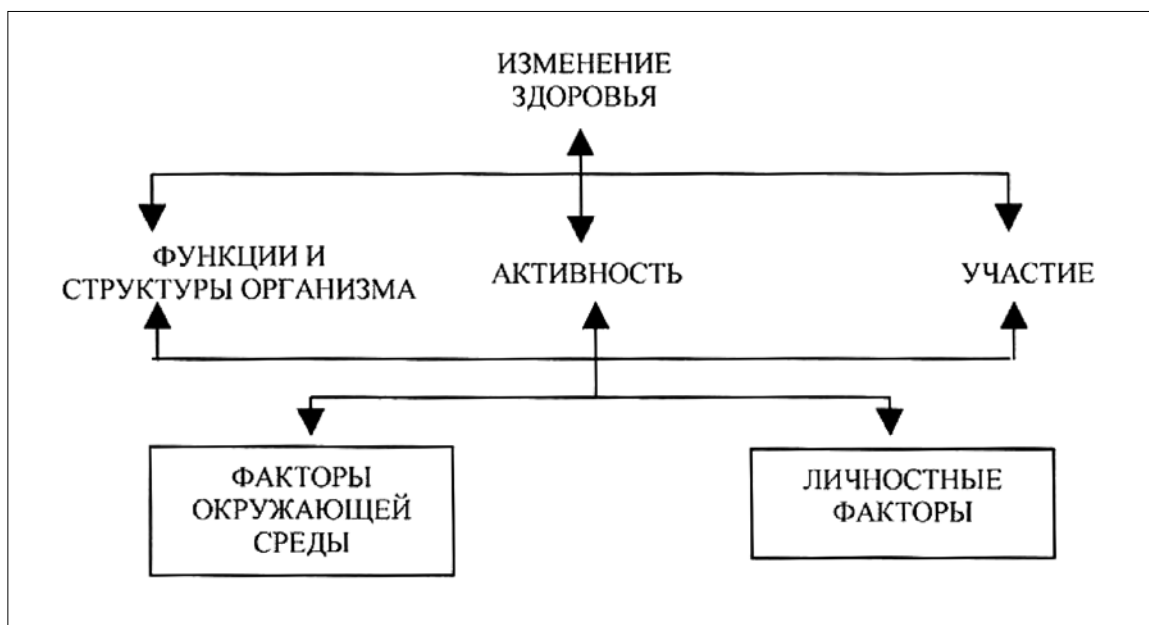 ИЗМЕНЕНИЕ
ЗДОРОВЬЯ
ФУНКЦИИ И
СТРУКТУРЫ ОРГАНИЗМА
АКТИВНОСТЬ
УЧАСТИЕ
ФАКТОРЫ
ОКРУЖАЮЩЕЙ
СРЕДЫ
ЛИЧНОСТНЫЕ
ФАКТОРЫ